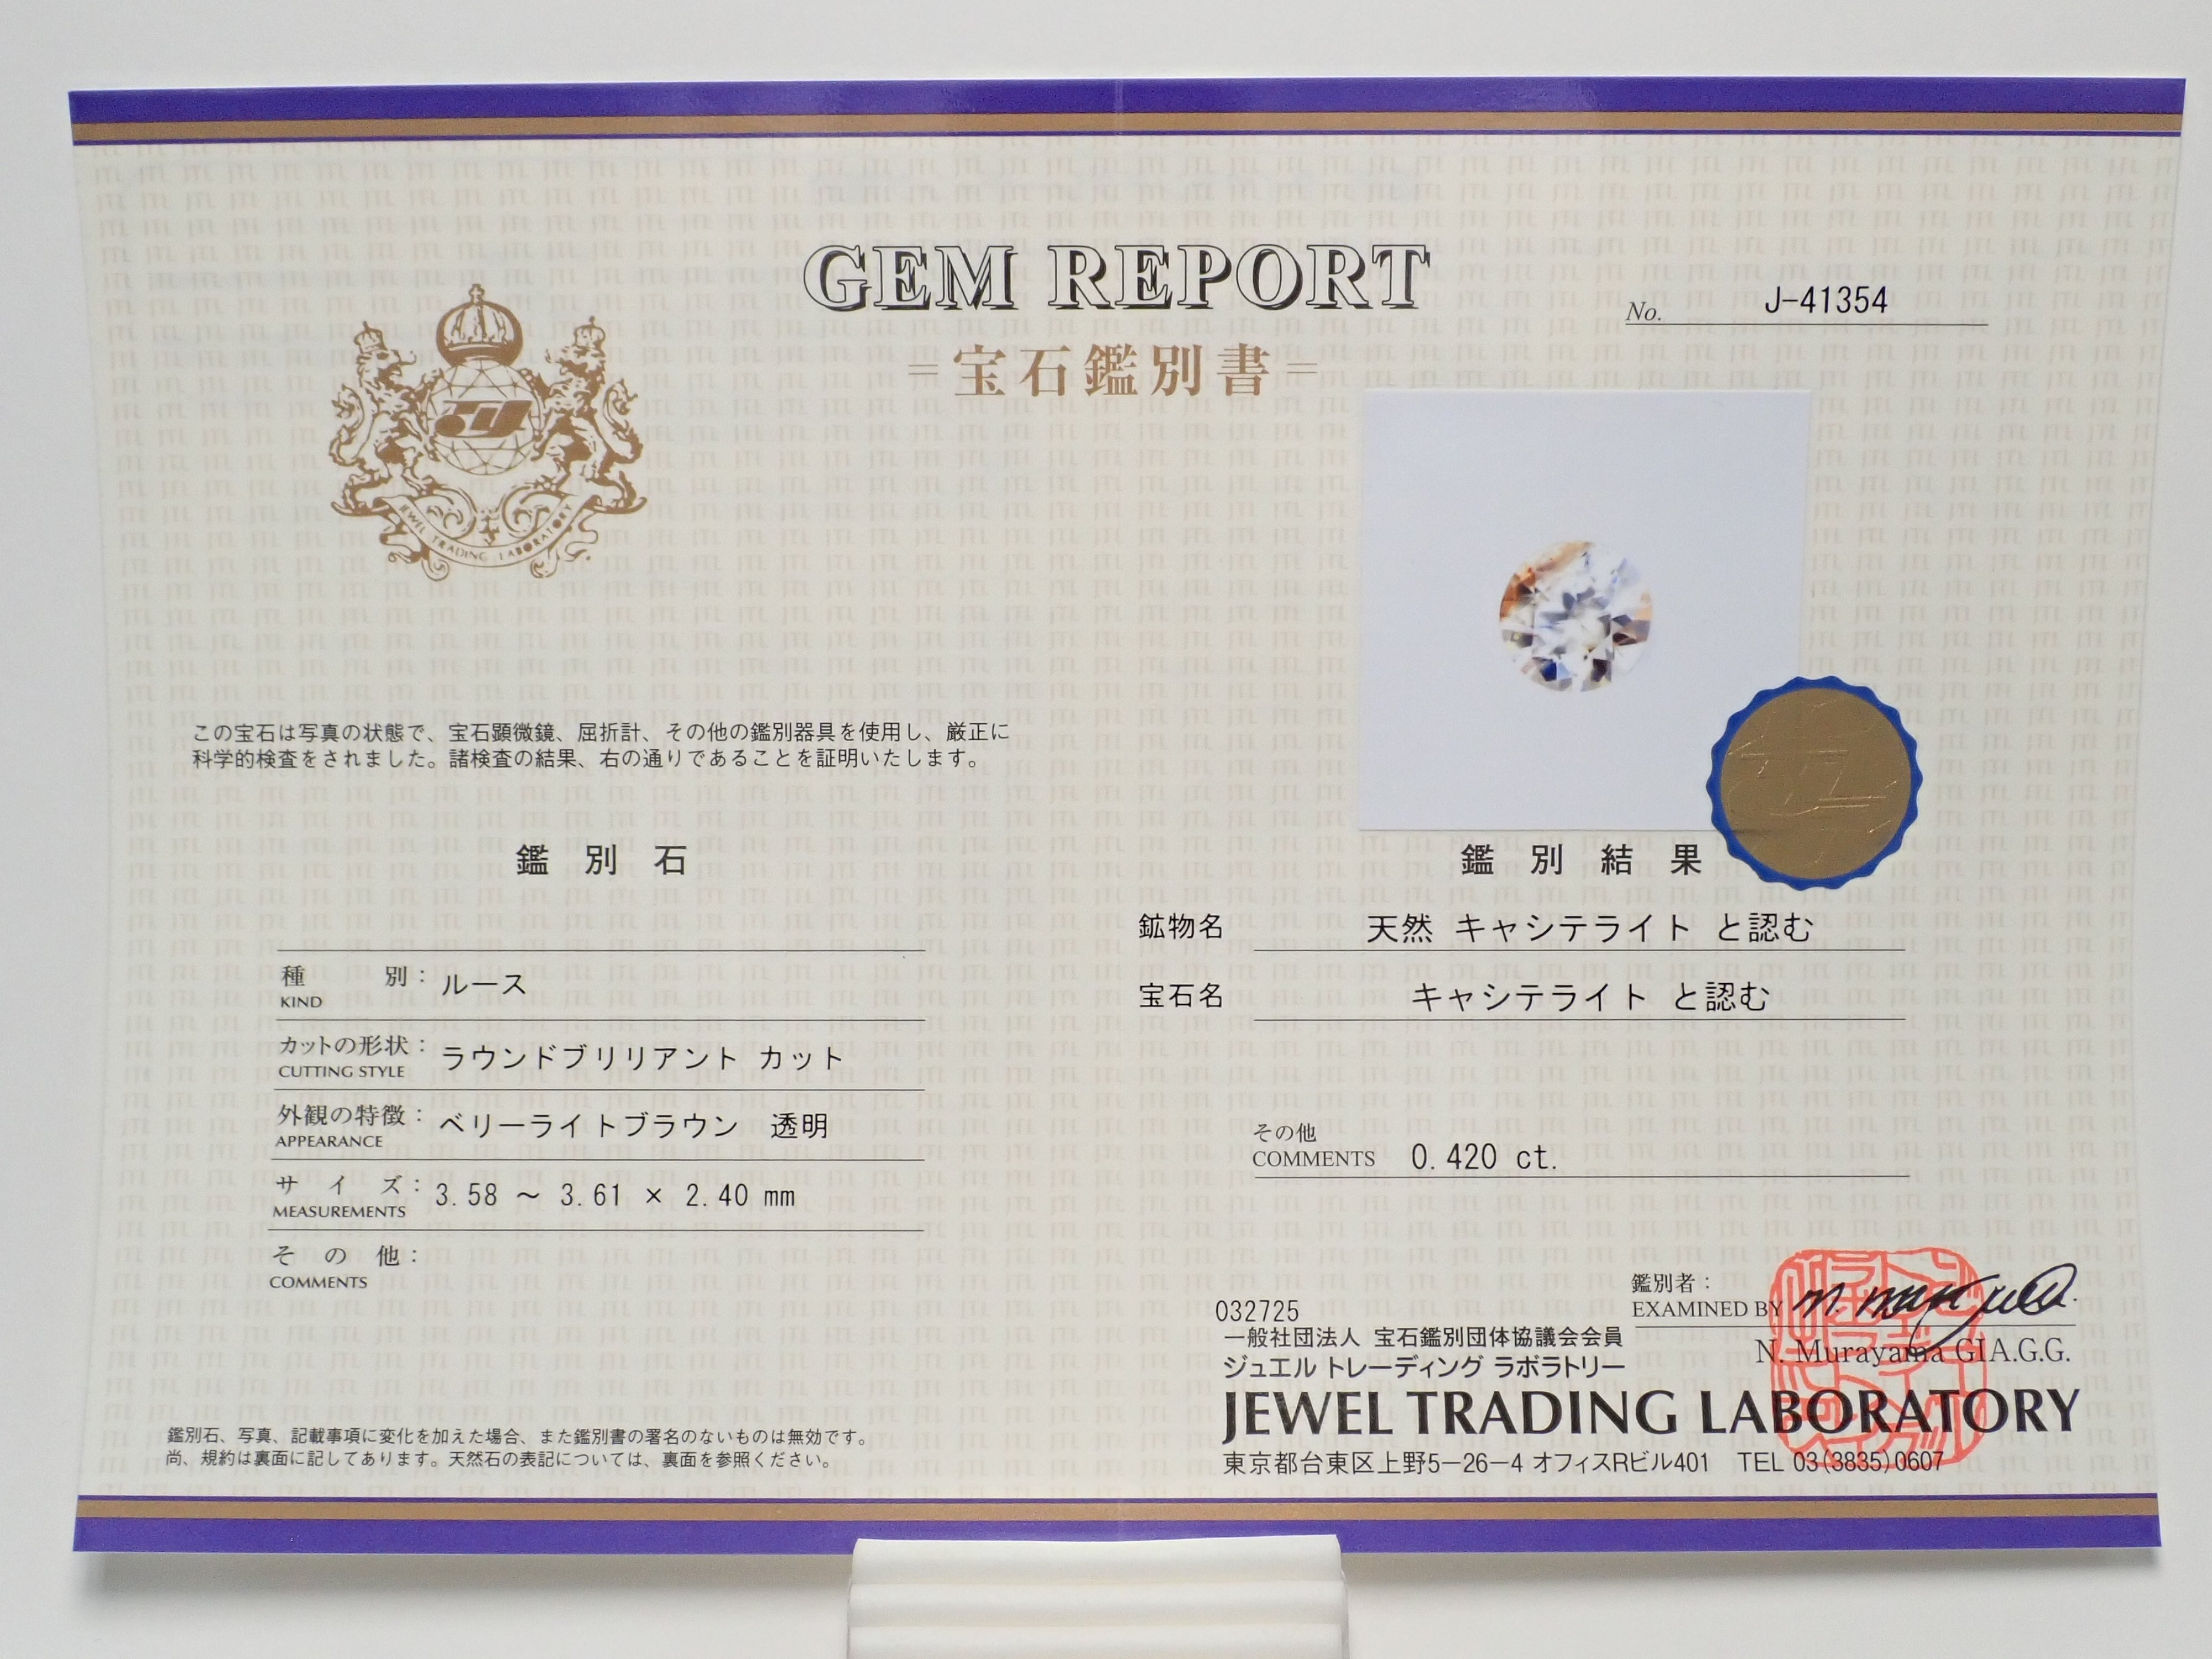 GEM REPORT
No. J-41354
=宝石鑑別書=
JEWEL TRADING LABORATORY
この宝石は写真の状態で、宝石顕微鏡、屈折計、その他の鑑別器具を使用し、厳正に
科学的検査をされました。諸検査の結果、右の通りであることを証明いたします。
鑑別石
種別: ルース
KIND
カットの形状: ラウンドブリリアント カット
CUTTING STYLE
外観の特徴: ベリーライトブラウン 透明
APPEARANCE
サイズ: 3.58 ～ 3.61 × 2.40 mm
MEASUREMENTS
その他:
COMMENTS
鑑別石、写真、記載事項に変化を加えた場合、また鑑別書の署名のないものは無効です。
尚、規約は裏面に記してあります。天然石の表記については、裏面を参照ください。
鑑別結果
鉱物名 天然 キャシテライト と認む
宝石名 キャシテライト と認む
その他
COMMENTS 0.420 ct.
鑑別者:
EXAMINED BY
N. Murayama G.I.A.G.G.
032725
一般社団法人 宝石鑑別団体協議会会員
ジュエル トレーディング ラボラトリー
JEWEL TRADING LABORATORY
東京都台東区上野5−26−4 オフィスRビル401 TEL 03(3835)0607